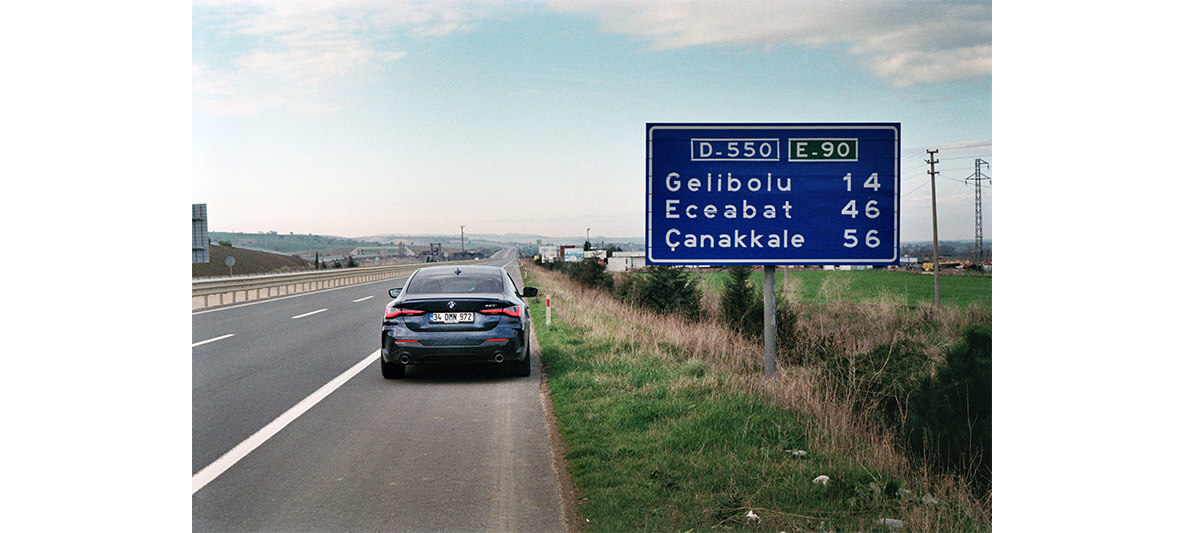 D-550 E-90
Gelibolu 14
Eceabat 46
Çanakkale 56
34 DMN 972